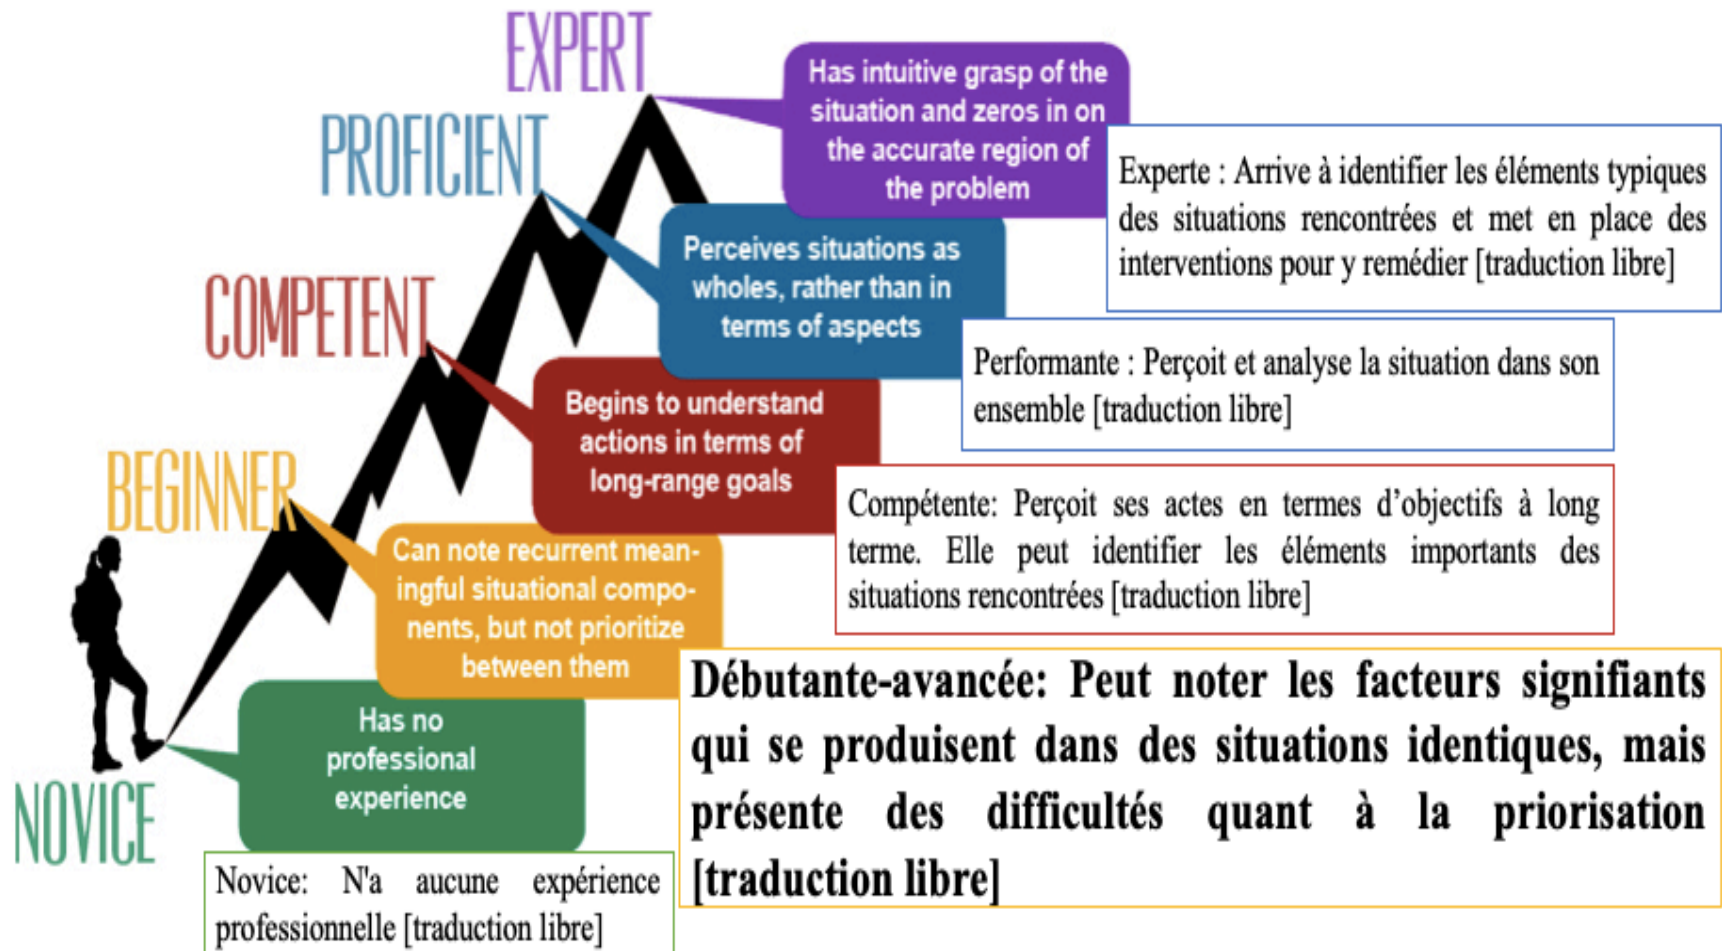 EXPERT
Has intuitive grasp of the
situation and zeros in on
the accurate region of
the problem
Experte : Arrive à identifier les éléments typiques
des situations rencontrées et met en place des
interventions pour y remédier [traduction libre]
PROFICIENT
Perceives situations as
wholes, rather than in
terms of aspects
Performante : Perçoit et analyse la situation dans son
ensemble [traduction libre]
COMPETENT
Begins to understand
actions in terms of
long-range goals
Compétente: Perçoit ses actes en termes d’objectifs à long
terme. Elle peut identifier les éléments importants des
situations rencontrées [traduction libre]
BEGINNER
Can note recurrent mean-
ingful situational compo-
nents, but not prioritize
between them
Débutante-avancée: Peut noter les facteurs signifiants
qui se produisent dans des situations identiques, mais
présente des difficultés quant à la priorisation
[traduction libre]
NOVICE
Has no
professional
experience
Novice: N'a aucune expérience
professionnelle [traduction libre]